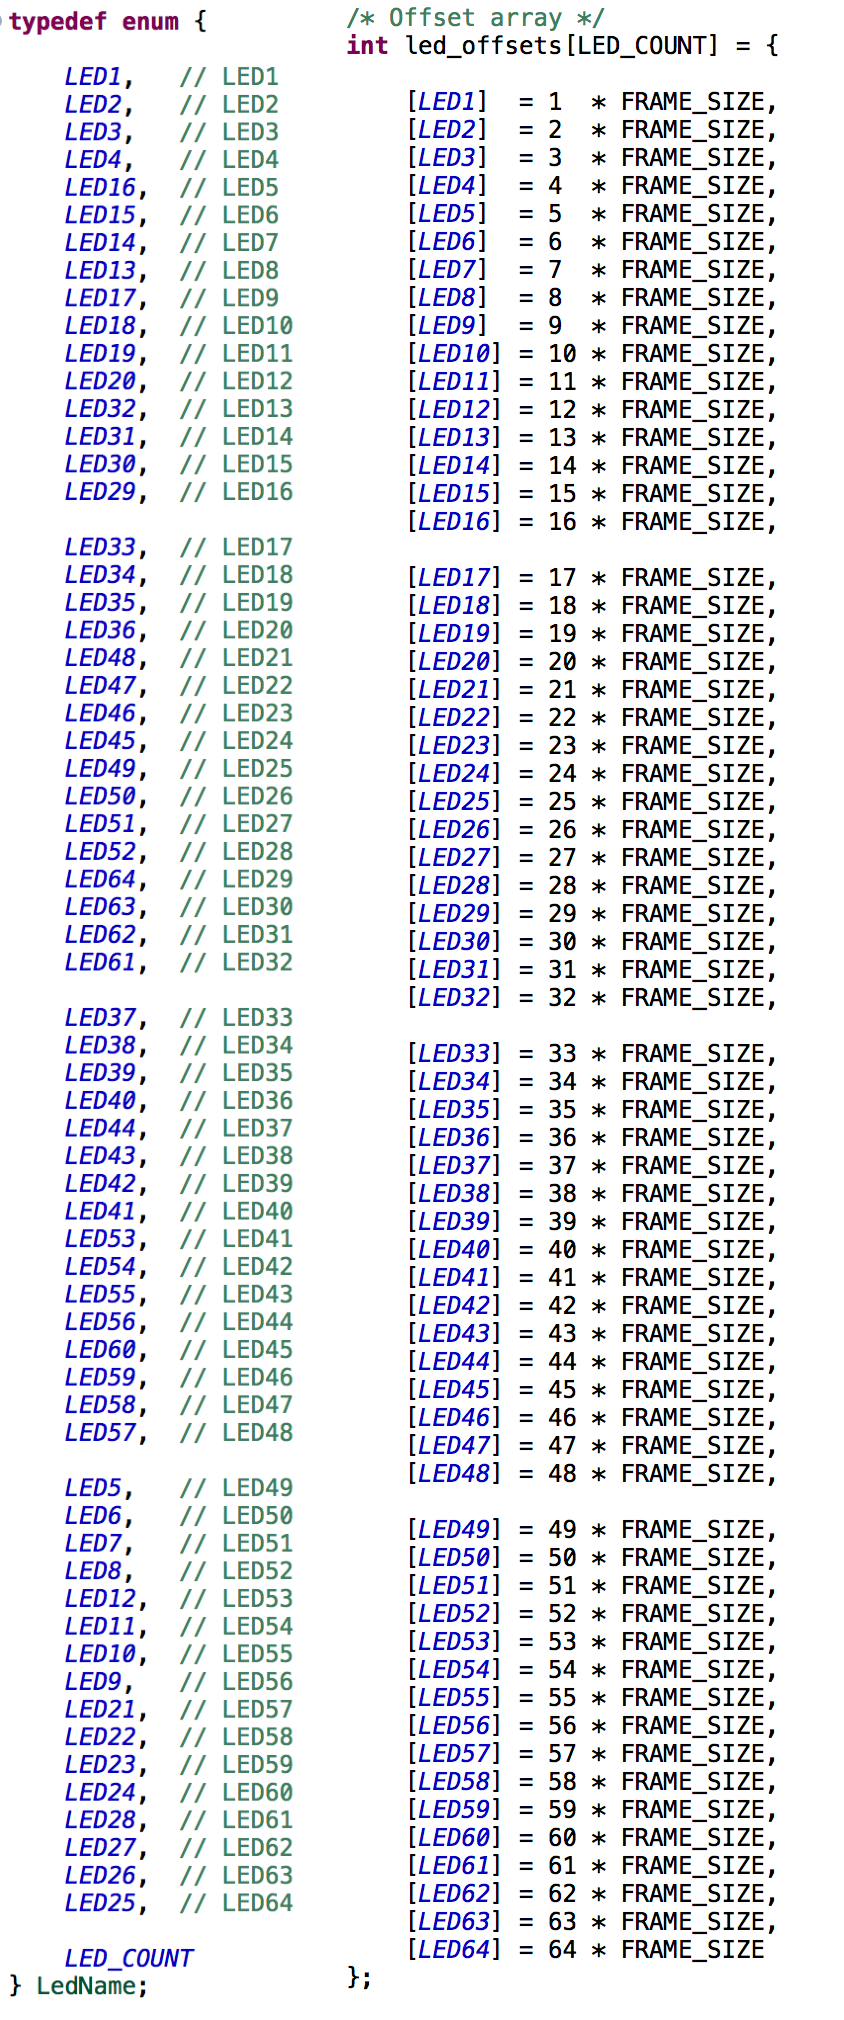 typedef enum {
LED1, // LED1
LED2, // LED2
LED3, // LED3
LED4, // LED4
LED16, // LED5
LED15, // LED6
LED14, // LED7
LED13, // LED8
LED17, // LED9
LED18, // LED10
LED19, // LED11
LED20, // LED12
LED32, // LED13
LED31, // LED14
LED30, // LED15
LED29, // LED16
LED33, // LED17
LED34, // LED18
LED35, // LED19
LED36, // LED20
LED48, // LED21
LED47, // LED22
LED46, // LED23
LED45, // LED24
LED49, // LED25
LED50, // LED26
LED51, // LED27
LED52, // LED28
LED64, // LED29
LED63, // LED30
LED62, // LED31
LED61, // LED32
LED37, // LED33
LED38, // LED34
LED39, // LED35
LED40, // LED36
LED44, // LED37
LED43, // LED38
LED42, // LED39
LED41, // LED40
LED53, // LED41
LED54, // LED42
LED55, // LED43
LED56, // LED44
LED60, // LED45
LED59, // LED46
LED58, // LED47
LED57, // LED48
LED5, // LED49
LED6, // LED50
LED7, // LED51
LED8, // LED52
LED12, // LED53
LED11, // LED54
LED10, // LED55
LED9, // LED56
LED21, // LED57
LED22, // LED58
LED23, // LED59
LED24, // LED60
LED28, // LED61
LED27, // LED62
LED26, // LED63
LED25, // LED64
LED_COUNT
} LedName;
/* Offset array */
int led_offsets[LED_COUNT] = {
[LED1] = 1 * FRAME_SIZE,
[LED2] = 2 * FRAME_SIZE,
[LED3] = 3 * FRAME_SIZE,
[LED4] = 4 * FRAME_SIZE,
[LED5] = 5 * FRAME_SIZE,
[LED6] = 6 * FRAME_SIZE,
[LED7] = 7 * FRAME_SIZE,
[LED8] = 8 * FRAME_SIZE,
[LED9] = 9 * FRAME_SIZE,
[LED10] = 10 * FRAME_SIZE,
[LED11] = 11 * FRAME_SIZE,
[LED12] = 12 * FRAME_SIZE,
[LED13] = 13 * FRAME_SIZE,
[LED14] = 14 * FRAME_SIZE,
[LED15] = 15 * FRAME_SIZE,
[LED16] = 16 * FRAME_SIZE,
[LED17] = 17 * FRAME_SIZE,
[LED18] = 18 * FRAME_SIZE,
[LED19] = 19 * FRAME_SIZE,
[LED20] = 20 * FRAME_SIZE,
[LED21] = 21 * FRAME_SIZE,
[LED22] = 22 * FRAME_SIZE,
[LED23] = 23 * FRAME_SIZE,
[LED24] = 24 * FRAME_SIZE,
[LED25] = 25 * FRAME_SIZE,
[LED26] = 26 * FRAME_SIZE,
[LED27] = 27 * FRAME_SIZE,
[LED28] = 28 * FRAME_SIZE,
[LED29] = 29 * FRAME_SIZE,
[LED30] = 30 * FRAME_SIZE,
[LED31] = 31 * FRAME_SIZE,
[LED32] = 32 * FRAME_SIZE,
[LED33] = 33 * FRAME_SIZE,
[LED34] = 34 * FRAME_SIZE,
[LED35] = 35 * FRAME_SIZE,
[LED36] = 36 * FRAME_SIZE,
[LED37] = 37 * FRAME_SIZE,
[LED38] = 38 * FRAME_SIZE,
[LED39] = 39 * FRAME_SIZE,
[LED40] = 40 * FRAME_SIZE,
[LED41] = 41 * FRAME_SIZE,
[LED42] = 42 * FRAME_SIZE,
[LED43] = 43 * FRAME_SIZE,
[LED44] = 44 * FRAME_SIZE,
[LED45] = 45 * FRAME_SIZE,
[LED46] = 46 * FRAME_SIZE,
[LED47] = 47 * FRAME_SIZE,
[LED48] = 48 * FRAME_SIZE,
[LED49] = 49 * FRAME_SIZE,
[LED50] = 50 * FRAME_SIZE,
[LED51] = 51 * FRAME_SIZE,
[LED52] = 52 * FRAME_SIZE,
[LED53] = 53 * FRAME_SIZE,
[LED54] = 54 * FRAME_SIZE,
[LED55] = 55 * FRAME_SIZE,
[LED56] = 56 * FRAME_SIZE,
[LED57] = 57 * FRAME_SIZE,
[LED58] = 58 * FRAME_SIZE,
[LED59] = 59 * FRAME_SIZE,
[LED60] = 60 * FRAME_SIZE,
[LED61] = 61 * FRAME_SIZE,
[LED62] = 62 * FRAME_SIZE,
[LED63] = 63 * FRAME_SIZE,
[LED64] = 64 * FRAME_SIZE
};